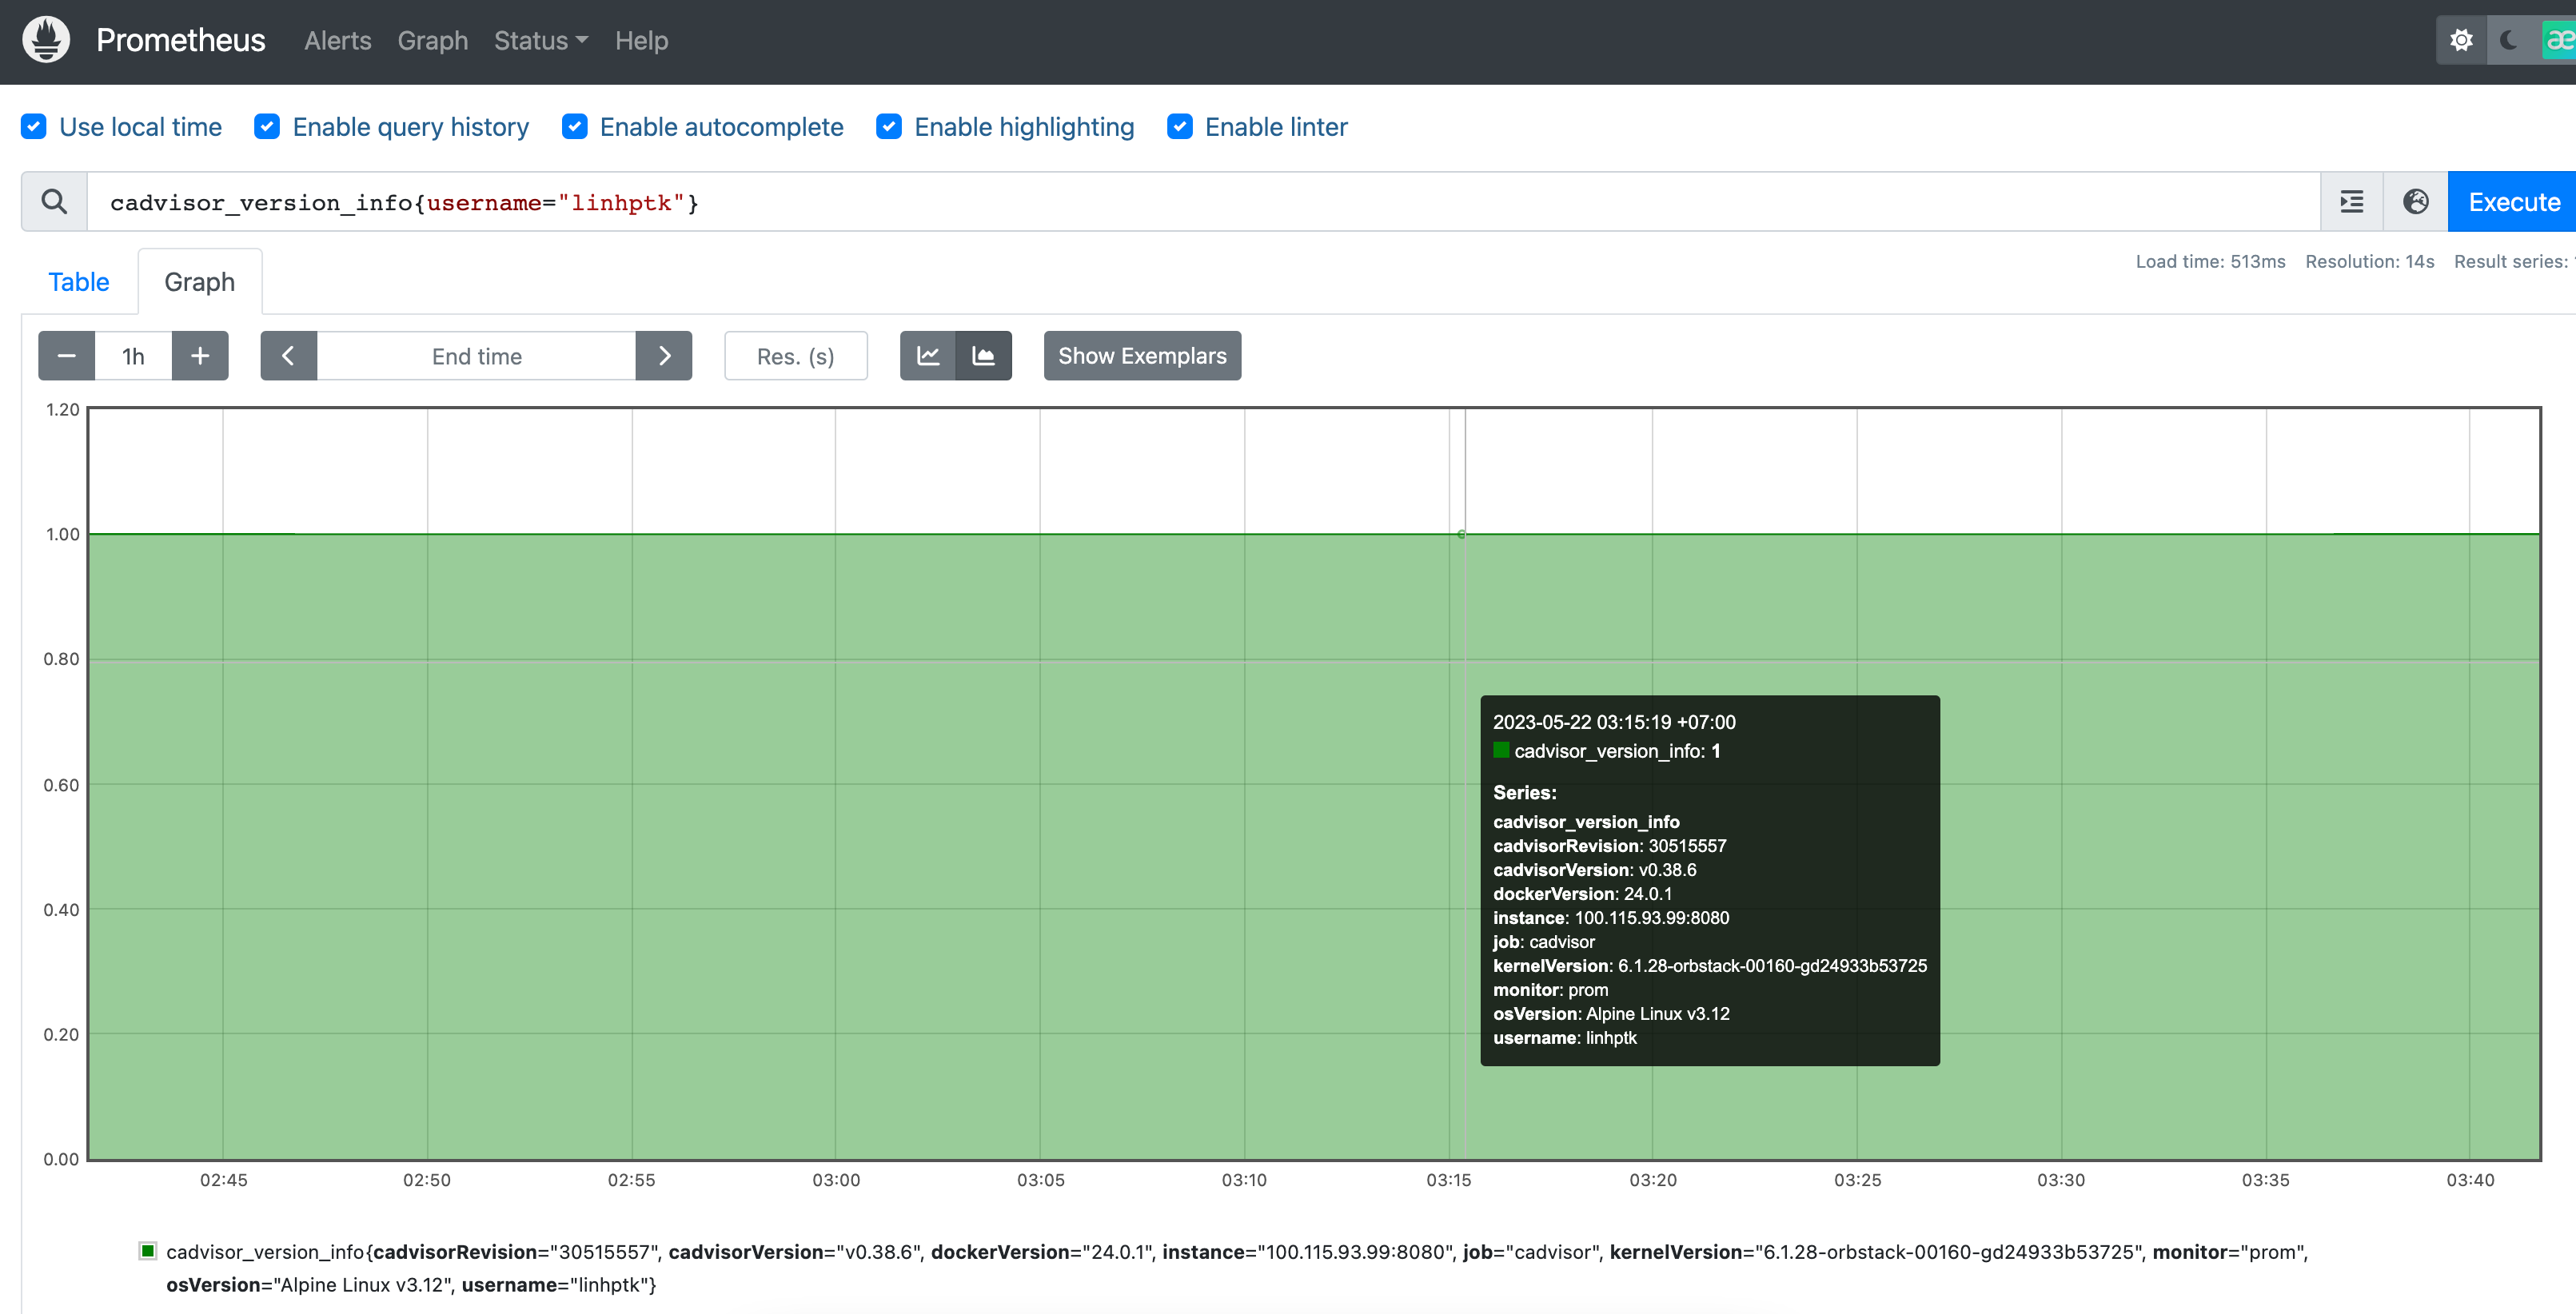 Prometheus Alerts Graph Status Help
æ
Use local time Enable query history Enable autocomplete Enable highlighting Enable linter
cadvisor_version_info{username="linhptk"} Execute
Table Graph Load time: 513ms Resolution: 14s Result series:
1h End time Res. (s) Show Exemplars
1.20
1.00
0.80
0.60
0.40
0.20
0.00
2023-05-22 03:15:19 +07:00
cadvisor_version_info: 1
Series:
cadvisor_version_info
cadvisorRevision: 30515557
cadvisorVersion: v0.38.6
dockerVersion: 24.0.1
instance: 100.115.93.99:8080
job: cadvisor
kernelVersion: 6.1.28-orbstack-00160-gd24933b53725
monitor: prom
osVersion: Alpine Linux v3.12
username: linhptk
02:45 02:50 02:55 03:00 03:05 03:10 03:15 03:20 03:25 03:30 03:35 03:40
cadvisor_version_info{cadvisorRevision="30515557", cadvisorVersion="v0.38.6", dockerVersion="24.0.1", instance="100.115.93.99:8080", job="cadvisor", kernelVersion="6.1.28-orbstack-00160-gd24933b53725", monitor="prom",
osVersion="Alpine Linux v3.12", username="linhptk"}